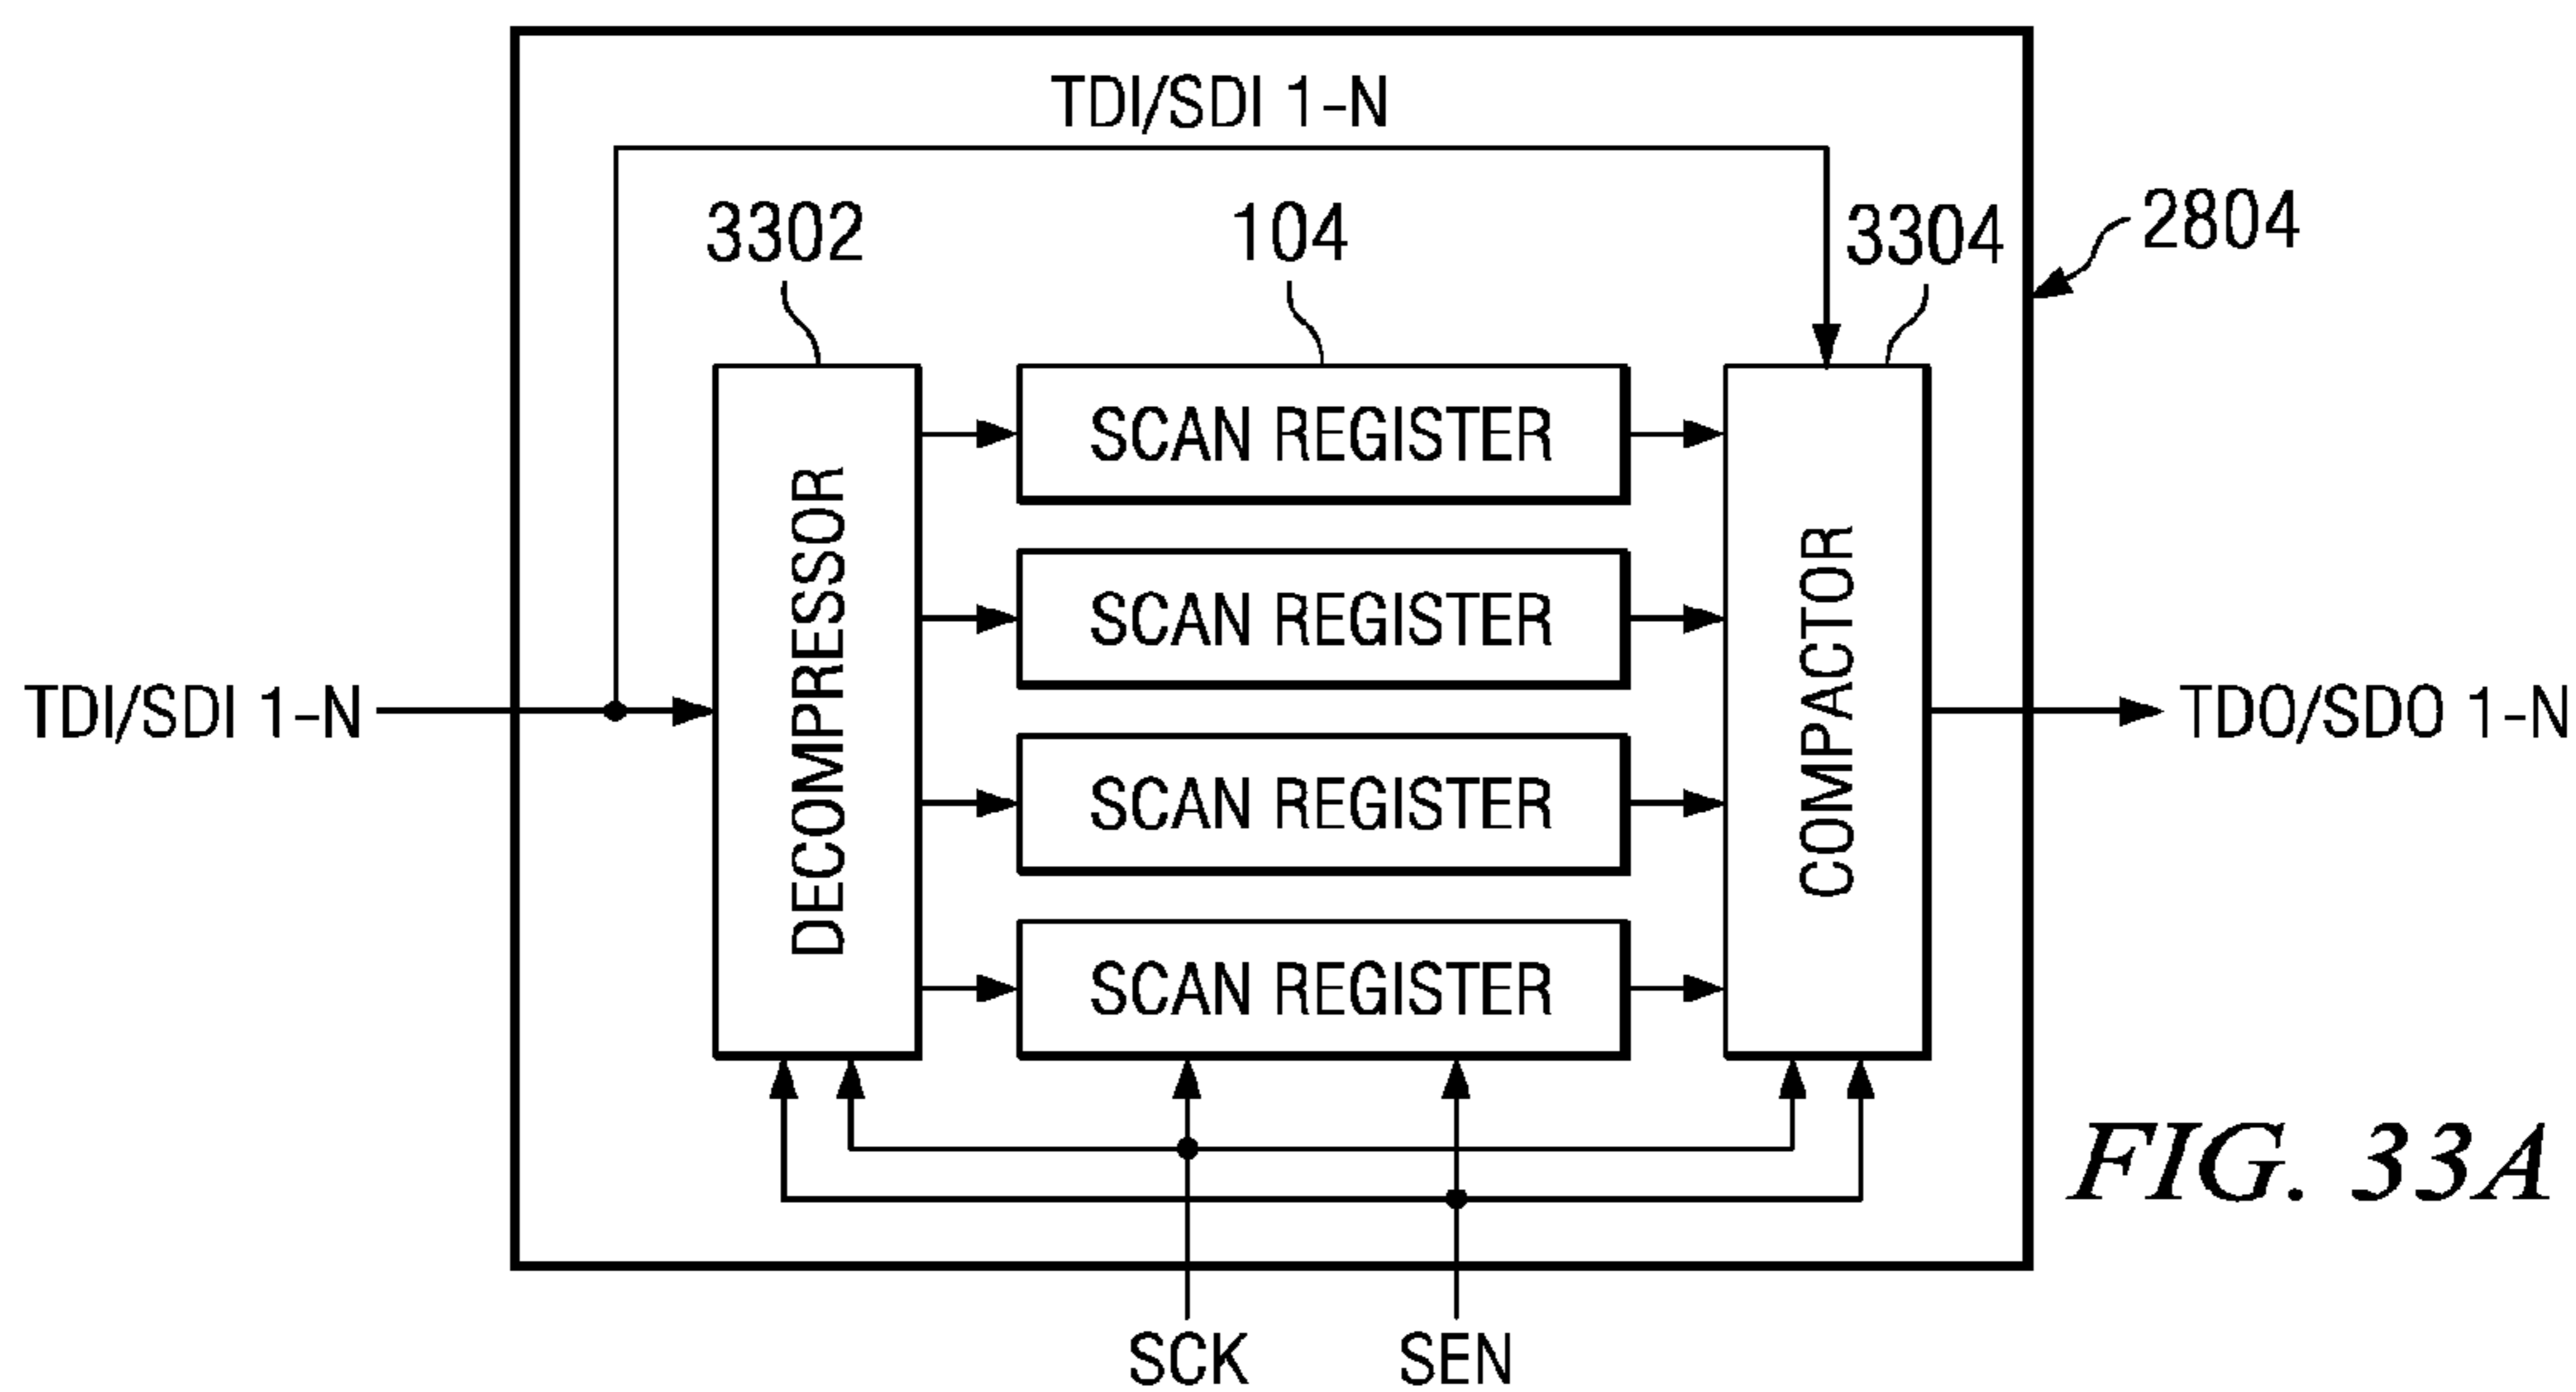 TDI/SDI 1-N
3302
104
3304
2804
SCAN REGISTER
SCAN REGISTER
SCAN REGISTER
SCAN REGISTER
DECOMPRESSOR
COMPACTOR
TDI/SDI 1-N
TDO/SDO 1-N
FIG. 33A
SCK
SEN